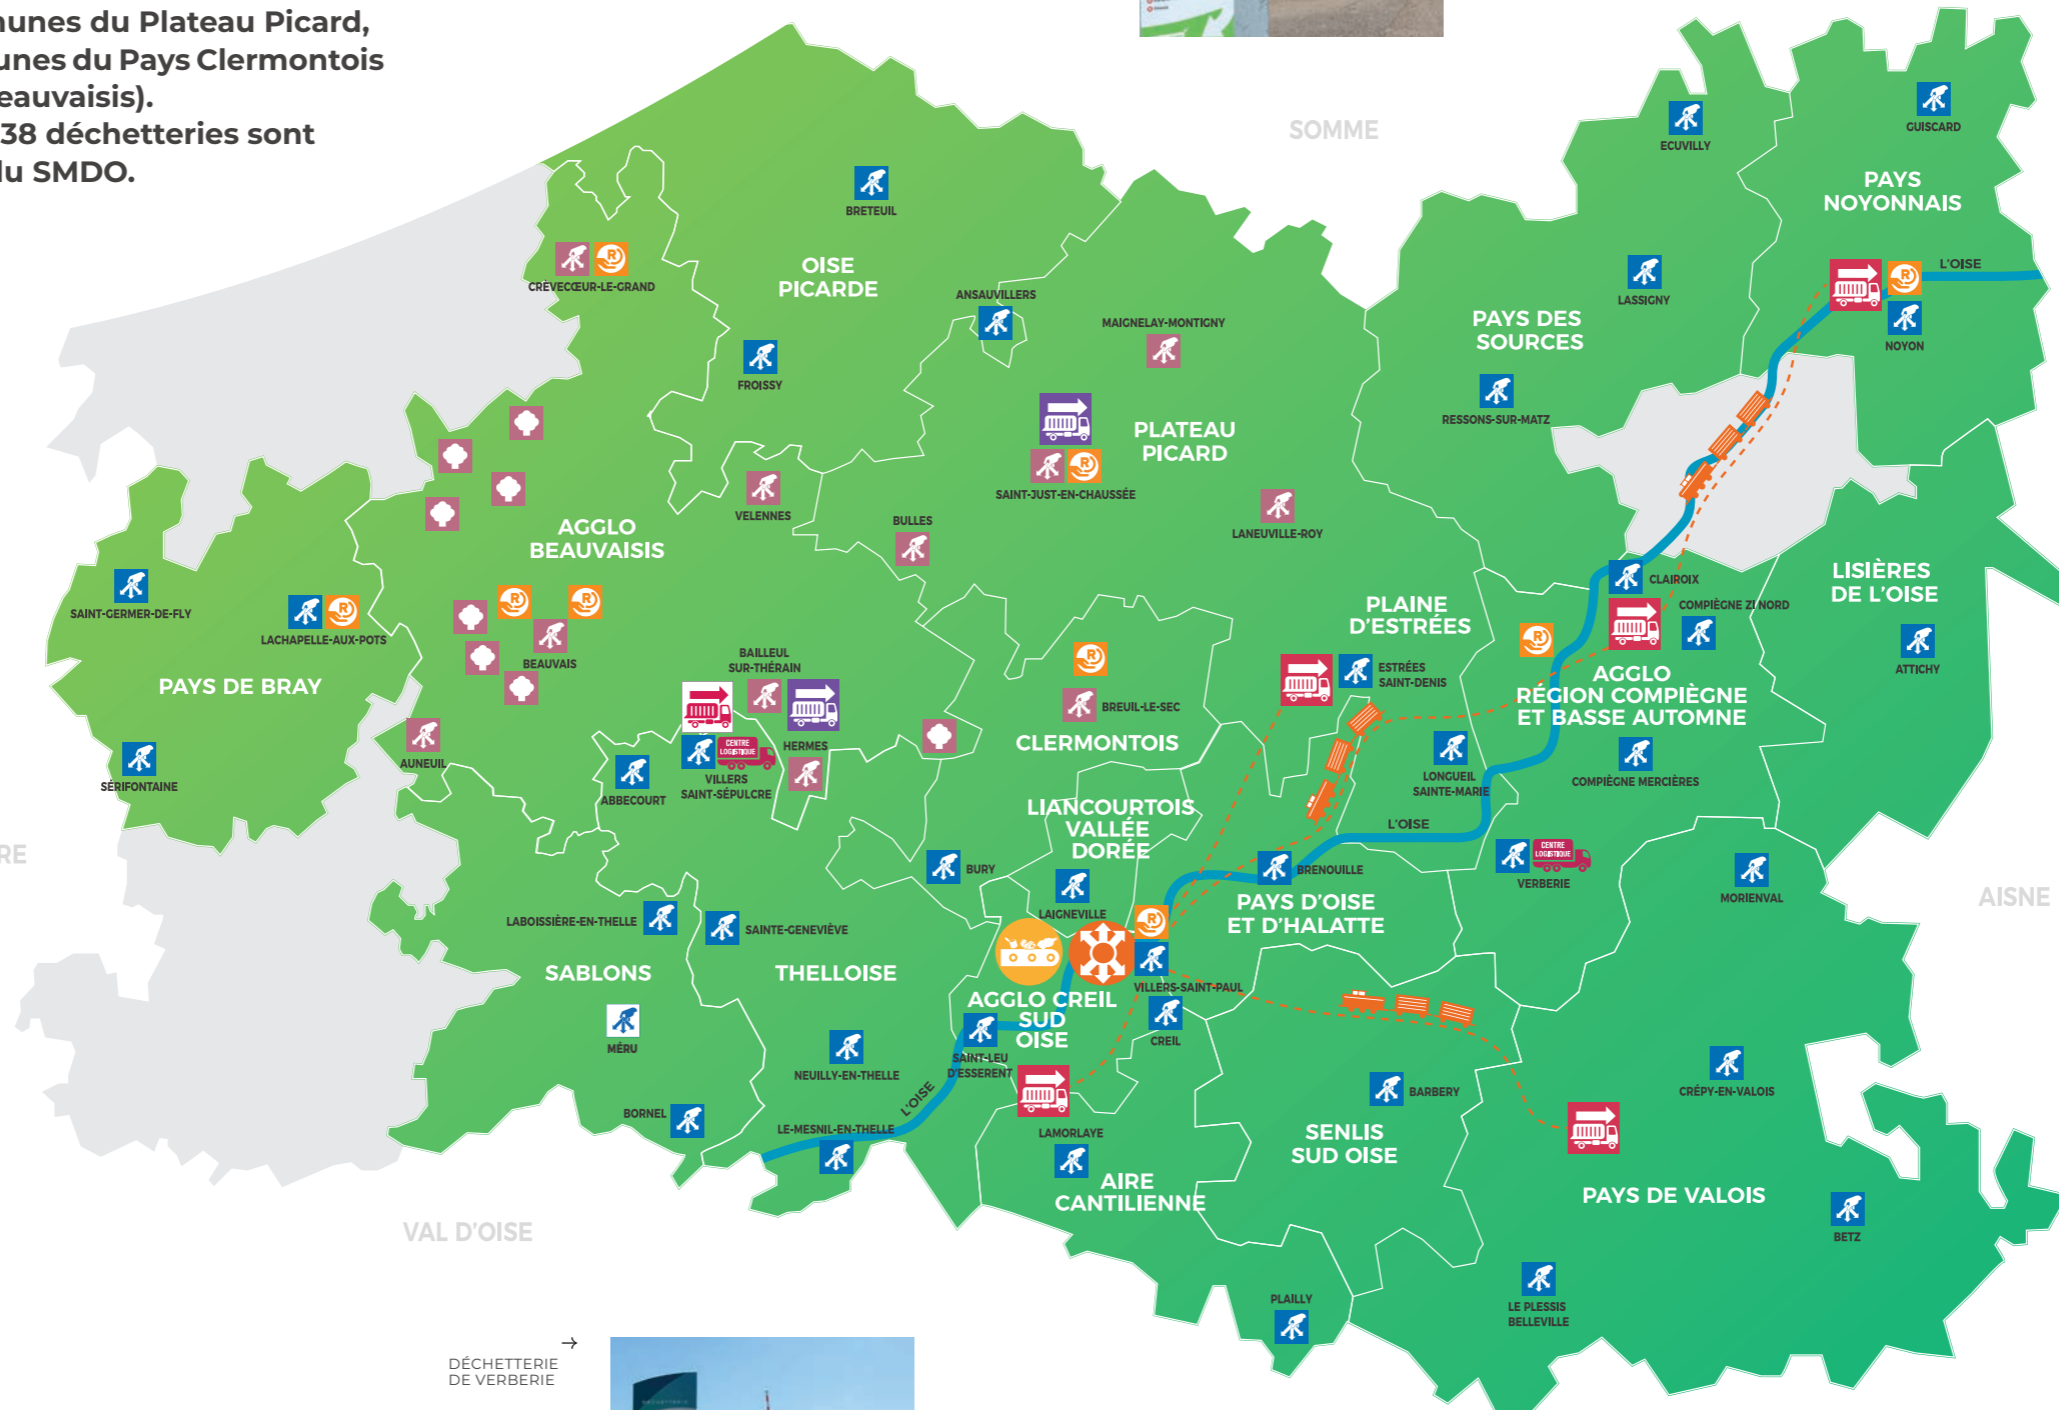 munes du Plateau Picard,
unes du Pays Clermontois
eauvaisis).
38 déchetteries sont
du SMDO.
SOMME
ECUVILLY
GUISCARD
PAYS
NOYONNAIS
BRETEUIL
CRÈVECŒUR-LE-GRAND
OISE
PICARDE
ANSAUVILLERS
MAIGNELAY-MONTIGNY
LASSIGNY
L'OISE
NOYON
PAYS DES
SOURCES
FROISSY
RESSONS-SUR-MATZ
PLATEAU
PICARD
SAINT-JUST-EN-CHAUSSÉE
VELENNES
BULLES
LANEUVILLE-ROY
AGGLO
BEAUVAISIS
SAINT-GERMER-DE-FLY
LACHAPELLE-AUX-POTS
PAYS DE BRAY
BEAUVAIS
PLAINE
D'ESTRÉES
CLAIROIX
COMPIÈGNE ZI NORD
LISIÈRES
DE L'OISE
ATTICHY
BAILLEUL
SUR-THÉRAIN
ESTRÉES
SAINT-DENIS
AGGLO
RÉGION COMPIÈGNE
ET BASSE AUTOMNE
BREUIL-LE-SEC
CLERMONTOIS
AUNEUIL
SÉRIFONTAINE
ABBECOURT
CENTRE
LOGISTIQUE
VILLERS
SAINT-SÉPULCRE
HERMES
LONGUEIL
SAINTE-MARIE
COMPIÈGNE MERCIÈRES
LIANCOURTOIS
VALLÉE
DORÉE
L'OISE
RE
BURY
LAIGNEVILLE
BRENOUILLE
CENTRE
LOGISTIQUE
VERBERIE
MORIENVAL
AISNE
PAYS D'OISE
ET D'HALATTE
LABOISSIÈRE-EN-THELLE
SAINTE-GENEVIÈVE
SABLONS
THELLOISE
VILLERS-SAINT-PAUL
AGGLO CREIL
SUD
OISE
CREIL
MÉRU
NEUILLY-EN-THELLE
SAINT-LEU
D'ESSERENT
L'OISE
BARBERY
CRÉPY-EN-VALOIS
BORNEL
LE-MESNIL-EN-THELLE
LAMORLAYE
SENLIS
SUD OISE
AIRE
CANTILIENNE
PAYS DE VALOIS
BETZ
VAL D'OISE
PLAILLY
LE PLESSIS
BELLEVILLE
→
DÉCHETTERIE
DE VERBERIE